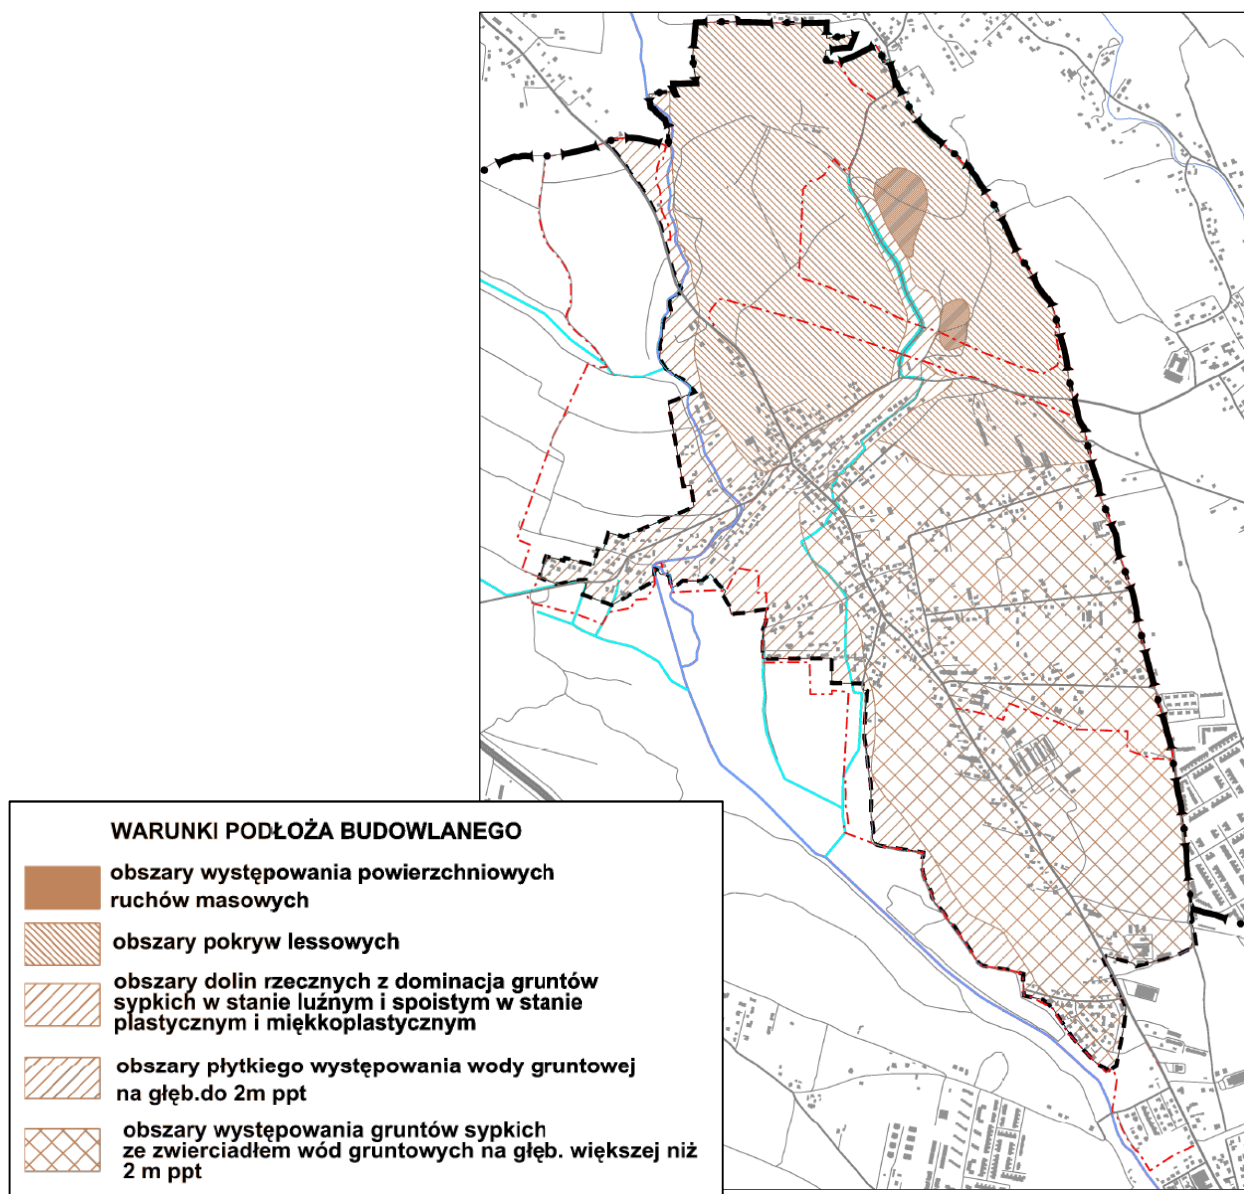 WARUNKI PODŁOŻA BUDOWLANEGO
obszary występowania powierzchniowych
ruchów masowych
obszary pokryw lessowych
obszary dolin rzecznych z dominacja gruntów
sypkich w stanie luźnym i spoistym w stanie
plastycznym i miękkoplastycznym
obszary płytkiego występowania wody gruntowej
na głęb.do 2m ppt
obszary występowania gruntów sypkich
ze zwierciadłem wód gruntowych na głęb. większej niż
2 m ppt